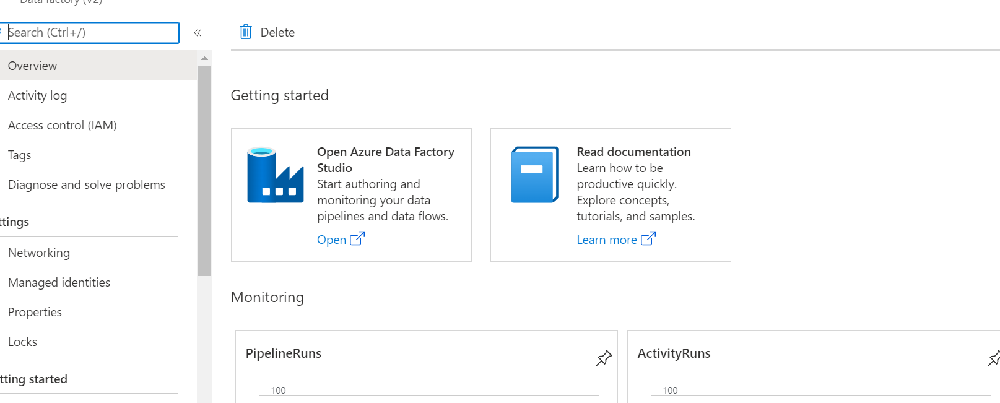 Data factory (V2)
Search (Ctrl+/)
«
Delete
Overview
Activity log
Access control (IAM)
Tags
Diagnose and solve problems
ttings
Networking
Managed identities
Properties
Locks
tting started
Getting started
Open Azure Data Factory
Studio
Start authoring and
monitoring your data
pipelines and data flows.
Open
Read documentation
Learn how to be
productive quickly.
Explore concepts,
tutorials, and samples.
Learn more
Monitoring
PipelineRuns
100
ActivityRuns
100